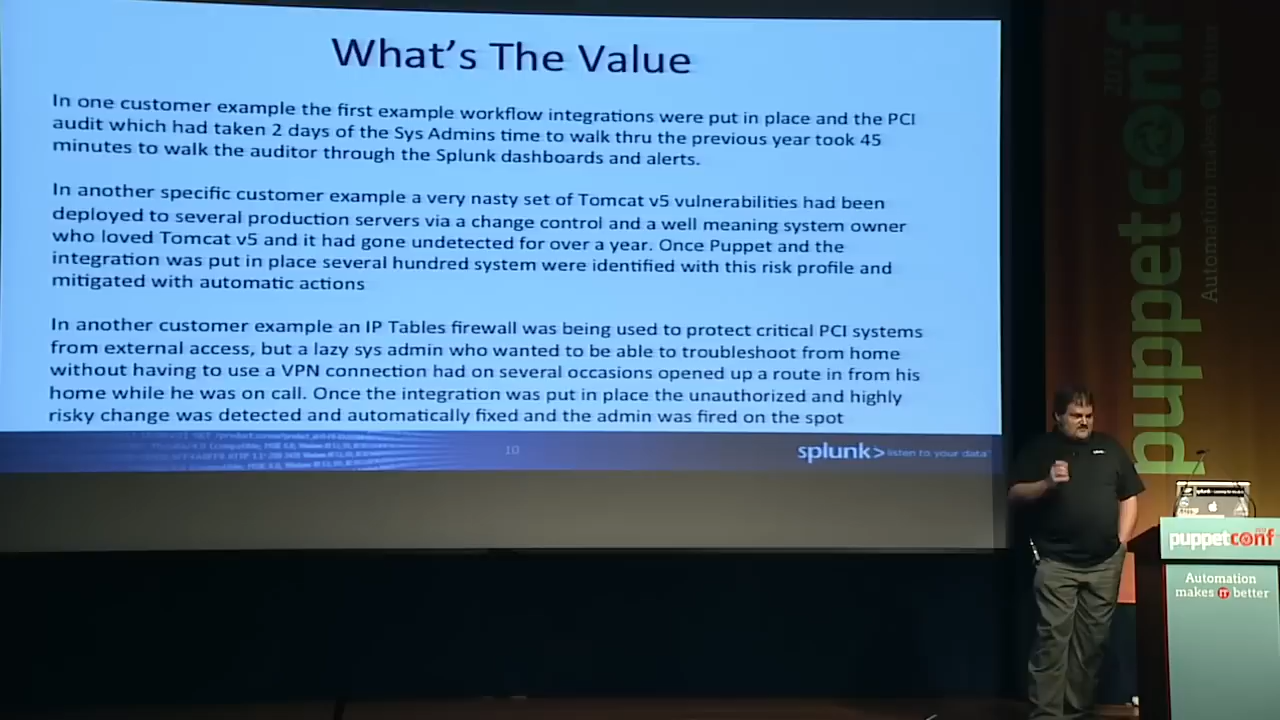 What's The Value
In one customer example the first example workflow integrations were put in place and the PCI
audit which had taken 2 days of the Sys Admins time to walk thru the previous year took 45
minutes to walk the auditor through the Splunk dashboards and alerts.
In another specific customer example a very nasty set of Tomcat v5 vulnerabilities had been
deployed to several production servers via a change control and a well meaning system owner
who loved Tomcat v5 and it had gone undetected for over a year. Once Puppet and the
integration was put in place several hundred system were identified with this risk profile and
mitigated with automatic actions
In another customer example an IP Tables firewall was being used to protect critical PCI systems
from external access, but a lazy sys admin who wanted to be able to troubleshoot from home
without having to use a VPN connection had on several occasions opened up a route in from his
home while he was on call. Once the integration was put in place the unauthorized and highly
risky change was detected and automatically fixed and the admin was fired on the spot
10
splunk> listen to your data
puppetconf
Automation makes
better
puppetconf
Automation
makes IT better